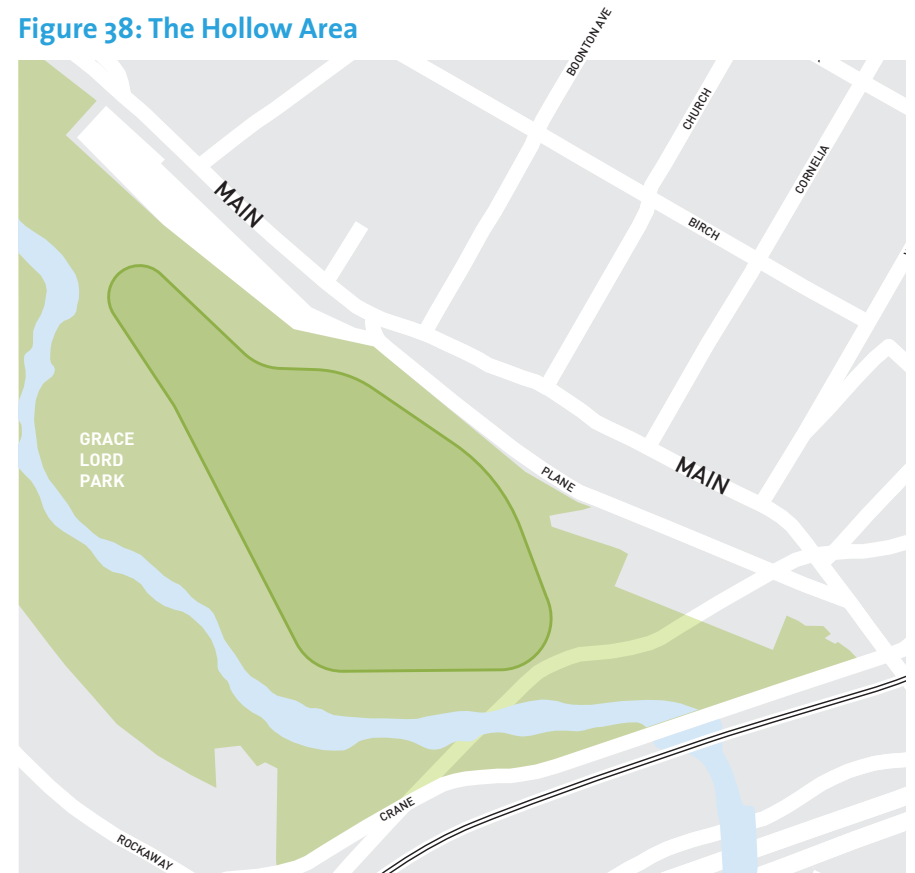 Figure 38: The Hollow Area
BOONTON AVE
CHURCH
CORNELIA
MAIN
BIRCH
GRACE
LORD
PARK
PLANE
MAIN
CRANE
ROCKAWAY